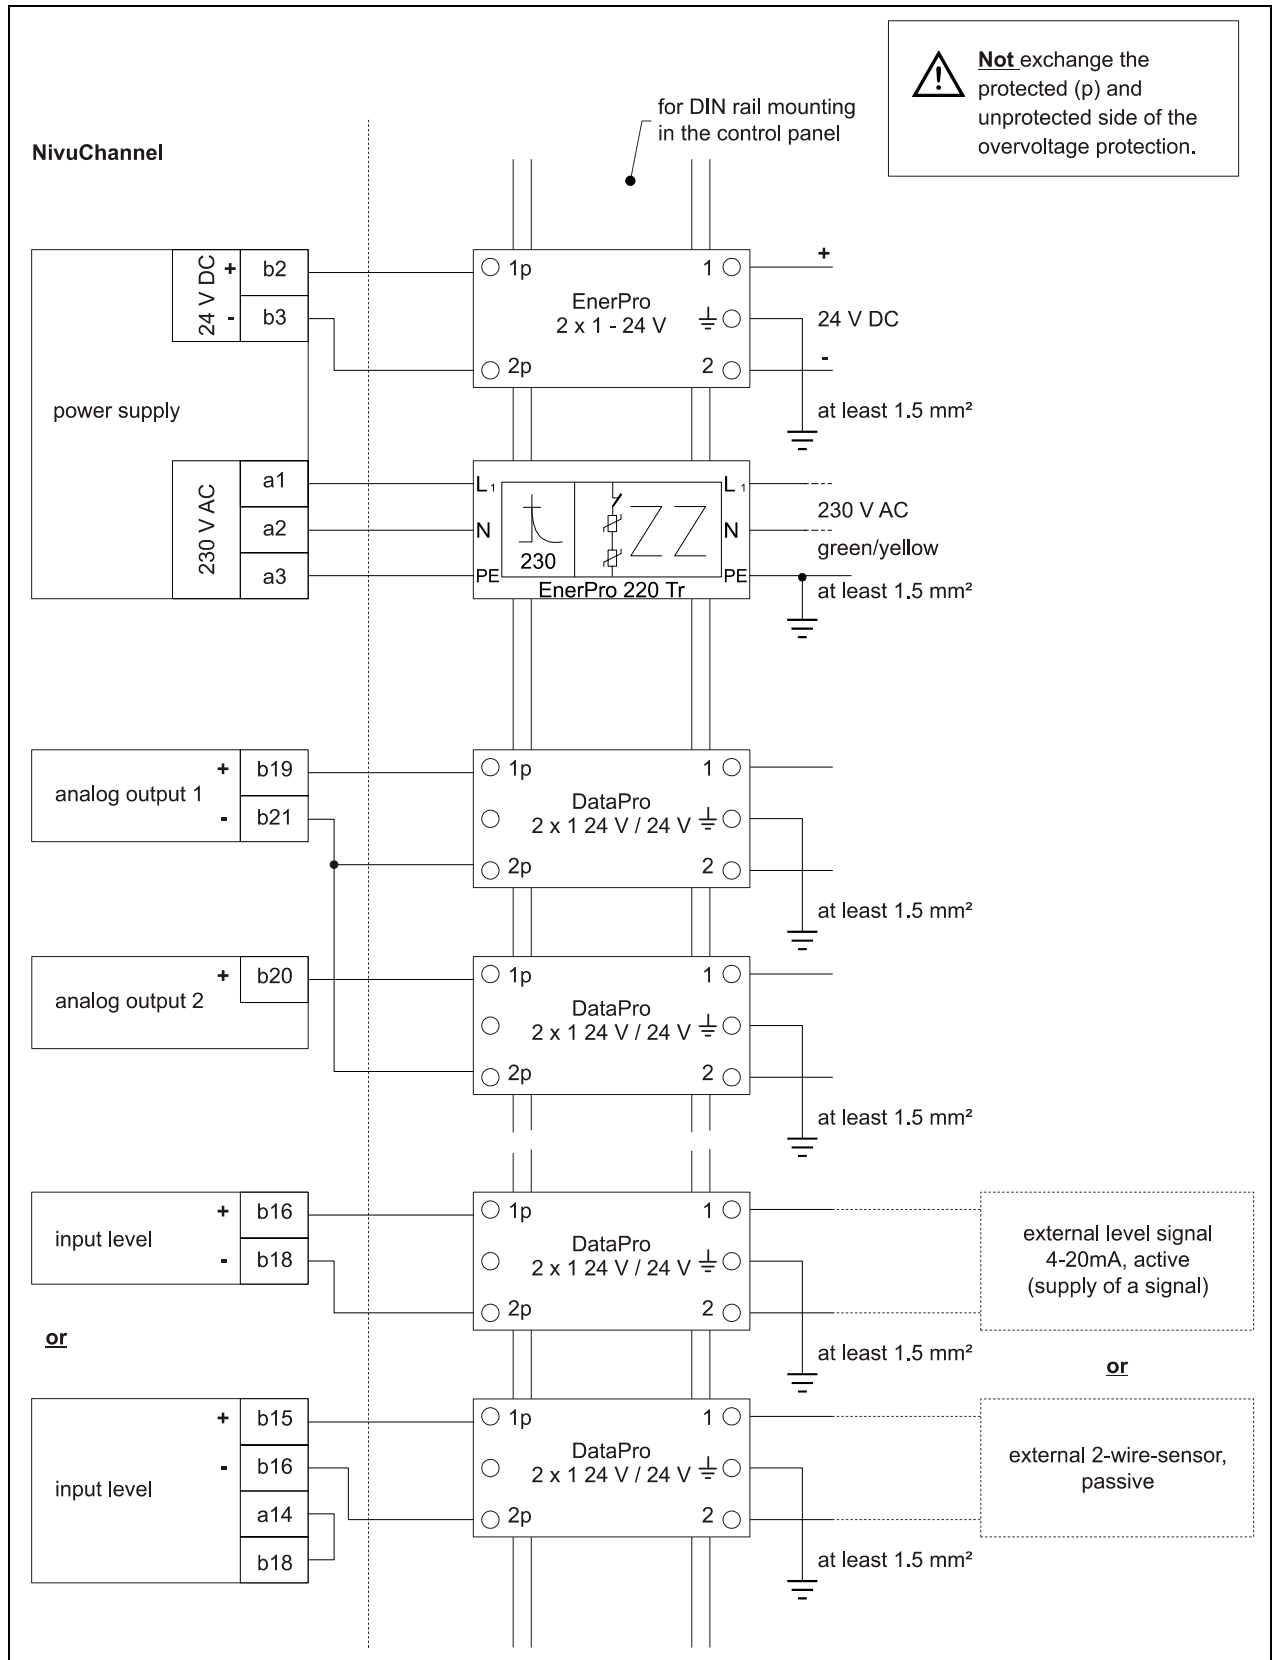 Not exchange the
protected (p) and
unprotected side of the
overvoltage protection.
for DIN rail mounting
in the control panel
NivuChannel
power supply
24 V DC
+ b2
- b3
1p 1
EnerPro
2 x 1 - 24 V
2p 2
+
24 V DC
-
at least 1.5 mm²
230 V AC
a1
a2
a3
L1 L1
N N
PE PE
230
EnerPro 220 Tr
230 V AC
green/yellow
at least 1.5 mm²
analog output 1
+ b19
- b21
1p 1
DataPro
2 x 1 24 V / 24 V
2p 2
at least 1.5 mm²
analog output 2
+ b20
1p 1
DataPro
2 x 1 24 V / 24 V
2p 2
at least 1.5 mm²
input level
+ b16
- b18
1p 1
DataPro
2 x 1 24 V / 24 V
2p 2
at least 1.5 mm²
external level signal
4-20mA, active
(supply of a signal)
or
or
input level
+ b15
- b16
a14
b18
1p 1
DataPro
2 x 1 24 V / 24 V
2p 2
at least 1.5 mm²
external 2-wire-sensor,
passive